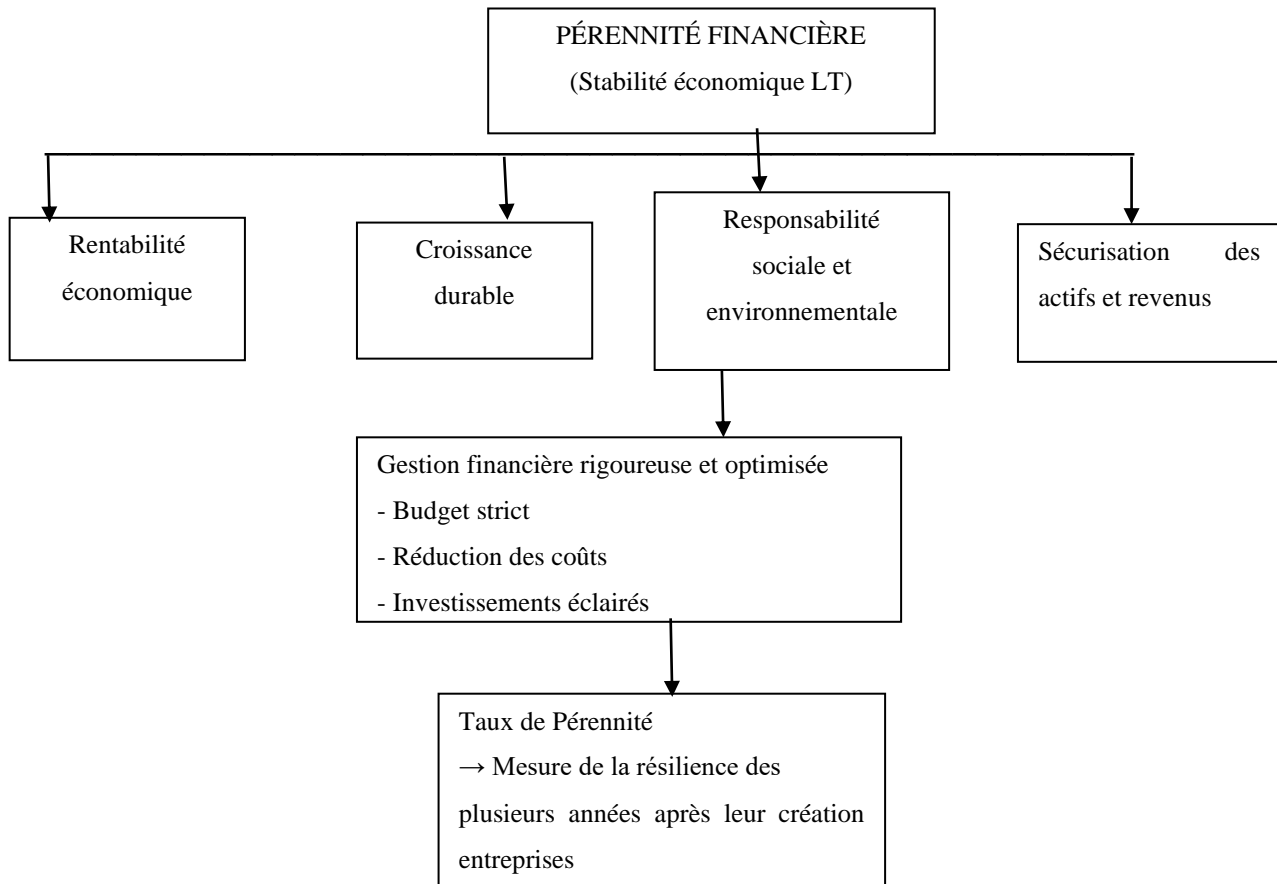 PÉRENNITÉ FINANCIÈRE
(Stabilité économique LT)
Rentabilité
économique
Croissance
durable
Responsabilité
sociale et
environnementale
Sécurisation des
actifs et revenus
Gestion financière rigoureuse et optimisée
- Budget strict
- Réduction des coûts
- Investissements éclairés
Taux de Pérennité
→ Mesure de la résilience des
plusieurs années après leur création
entreprises